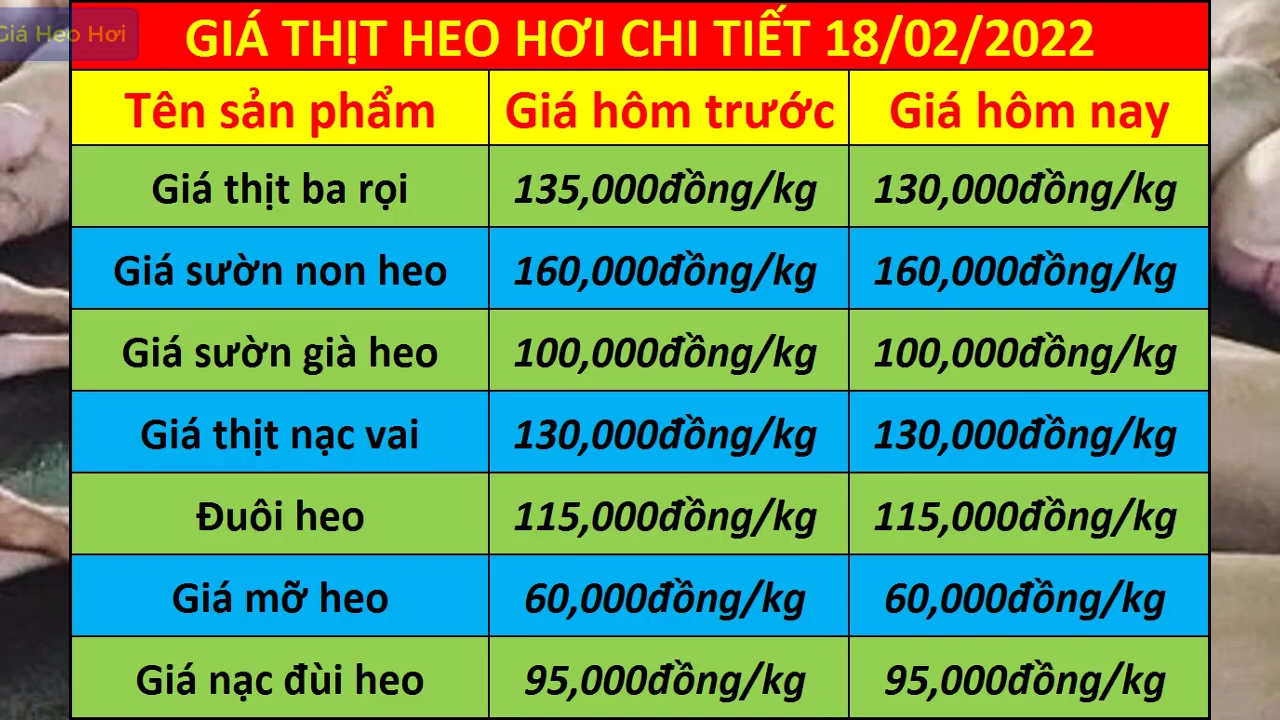 Giá Heo Hơi
GIÁ THỊT HEO HƠI CHI TIẾT 18/02/2022
Tên sản phẩm Giá hôm trước Giá hôm nay
Giá thịt ba rọi 135,000đồng/kg 130,000đồng/kg
Giá sườn non heo 160,000đồng/kg 160,000đồng/kg
Giá sườn già heo 100,000đồng/kg 100,000đồng/kg
Giá thịt nạc vai 130,000đồng/kg 130,000đồng/kg
Đuôi heo 115,000đồng/kg 115,000đồng/kg
Giá mỡ heo 60,000đồng/kg 60,000đồng/kg
Giá nạc đùi heo 95,000đồng/kg 95,000đồng/kg